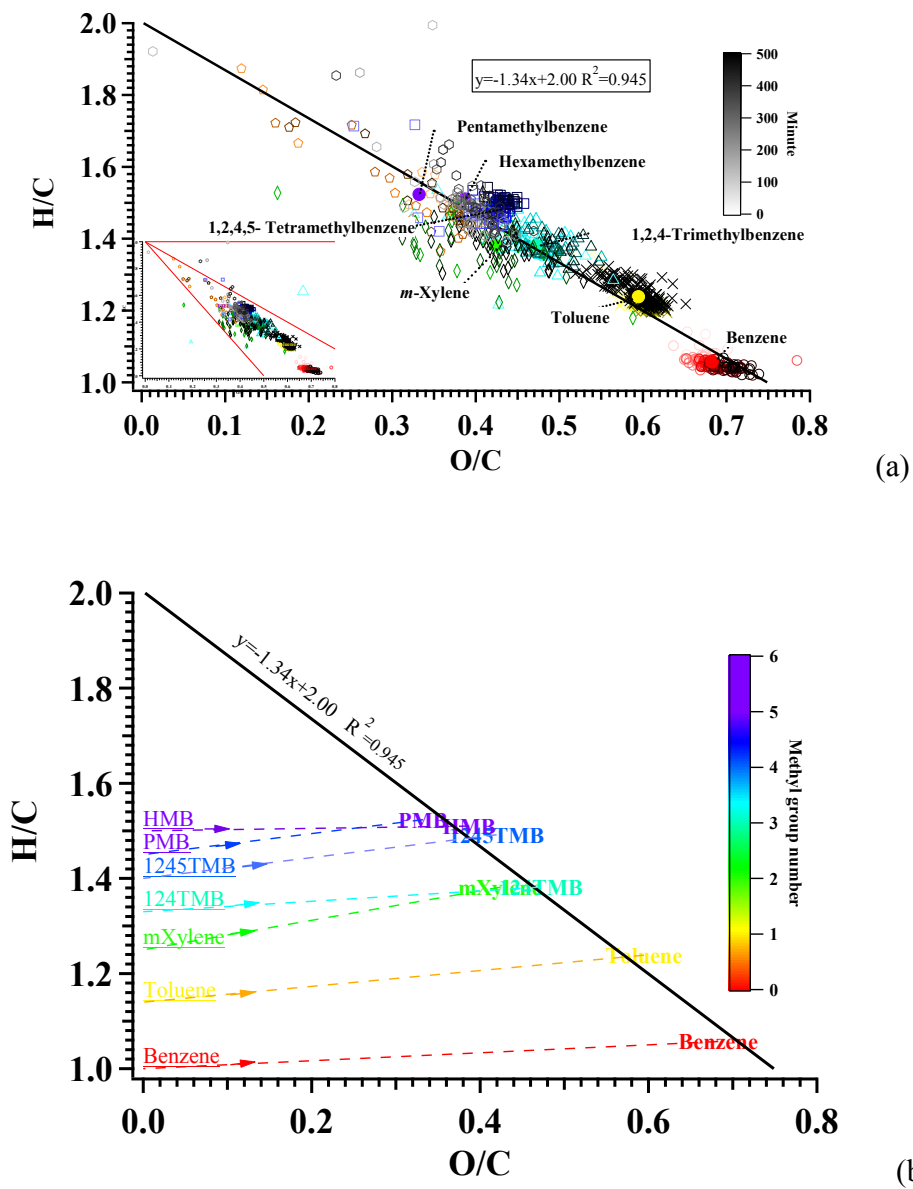 2.0
1.8
1.6
1.4
1.2
1.0
H/C
0.0 0.1 0.2 0.3 0.4 0.5 0.6 0.7 0.8
O/C
y=-1.34x+2.00 R²=0.945
Pentamethylbenzene
Hexamethylbenzene
1,2,4,5- Tetramethylbenzene
1,2,4-Trimethylbenzene
m-Xylene
Toluene
Benzene
500
400
300
200
100
0
Minute
(a)
2.0
1.8
1.6
1.4
1.2
1.0
H/C
0.0 0.2 0.4 0.6 0.8
O/C
y=-1.34x+2.00 R²=0.945
HMB
PMB
1245TMB
124TMB
mXylene
Toluene
Benzene
PMB
HMB
1245TMB
mXylene
124TMB
Toluene
Benzene
6
5
4
3
2
1
0
Methyl group number
(b